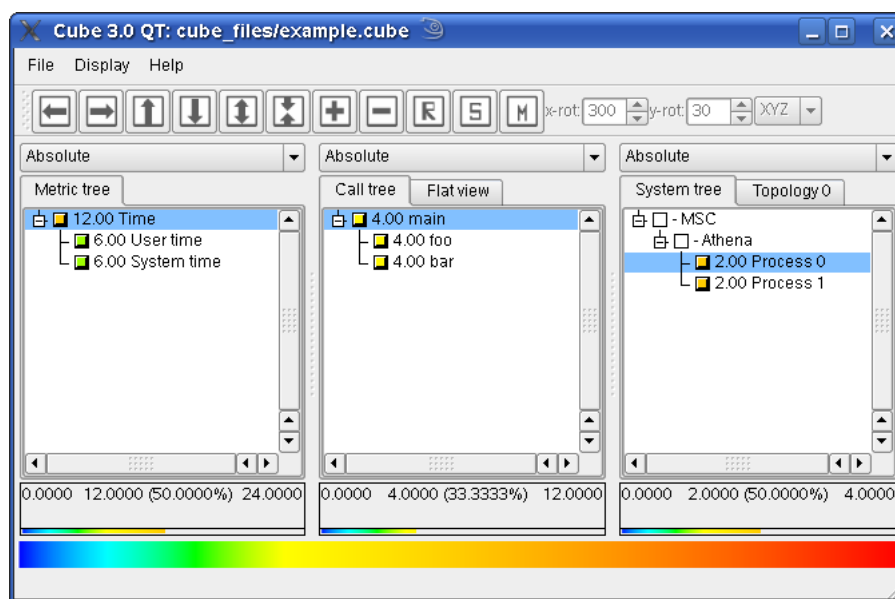 Cube 3.0 QT: cube_files/example.cube
File Display Help
R S M x-rot: 300 y-rot: 30 XYZ
Absolute Absolute Absolute
Metric tree Call tree Flat view System tree Topology 0
12.00 Time 4.00 main - MSC
6.00 User time 4.00 foo - Athena
6.00 System time 4.00 bar 2.00 Process 0
2.00 Process 1
0.0000 12.0000 (50.0000%) 24.0000 0.0000 4.0000 (33.3333%) 12.0000 0.0000 2.0000 (50.0000%) 4.0000